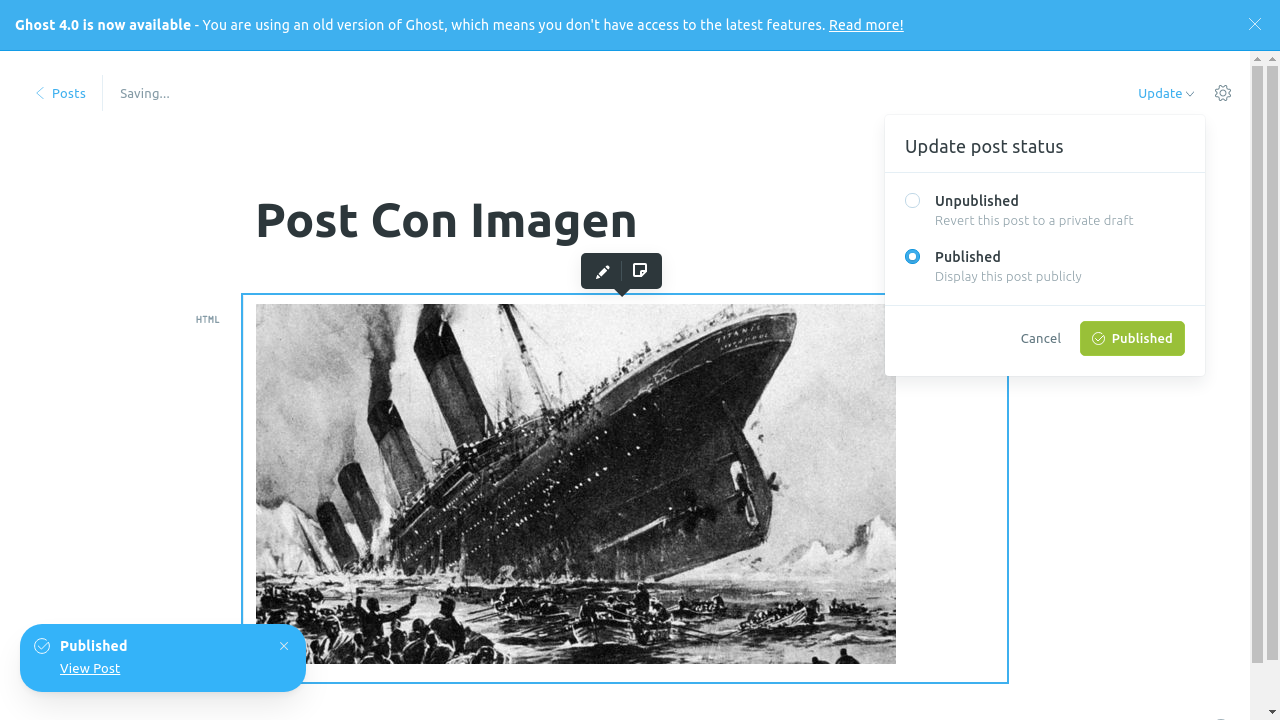 Ghost 4.0 is now available - You are using an old version of Ghost, which means you don't have access to the latest features. Read more!
Posts
Saving...
Update
Update post status
Unpublished
Revert this post to a private draft
Published
Display this post publicly
Cancel
Published
Post Con Imagen
HTML
TITANIC
LIVERPOOL
Published
View Post